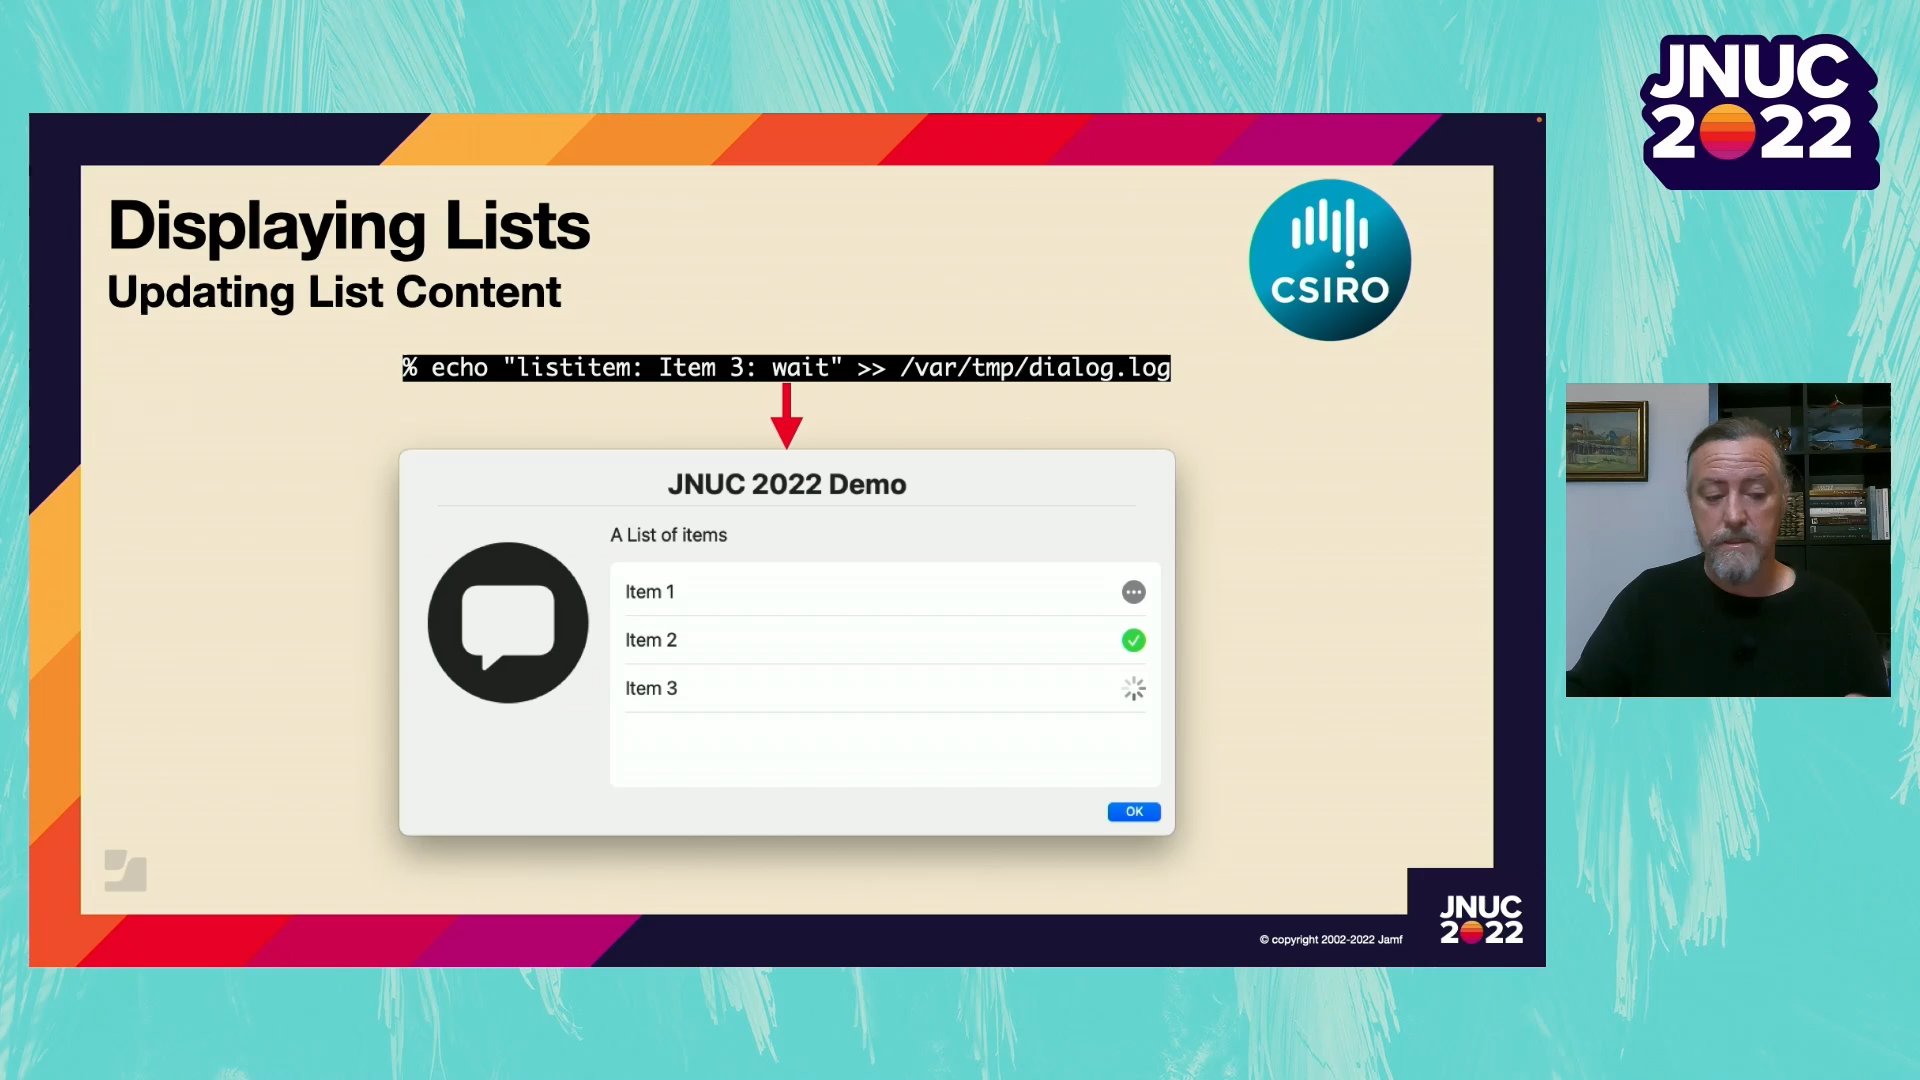 JNUC
2022
Displaying Lists
Updating List Content
CSIRO
% echo "listitem: Item 3: wait" >> /var/tmp/dialog.log
JNUC 2022 Demo
A List of items
Item 1
Item 2
Item 3
OK
© copyright 2002-2022 Jamf
JNUC
2022